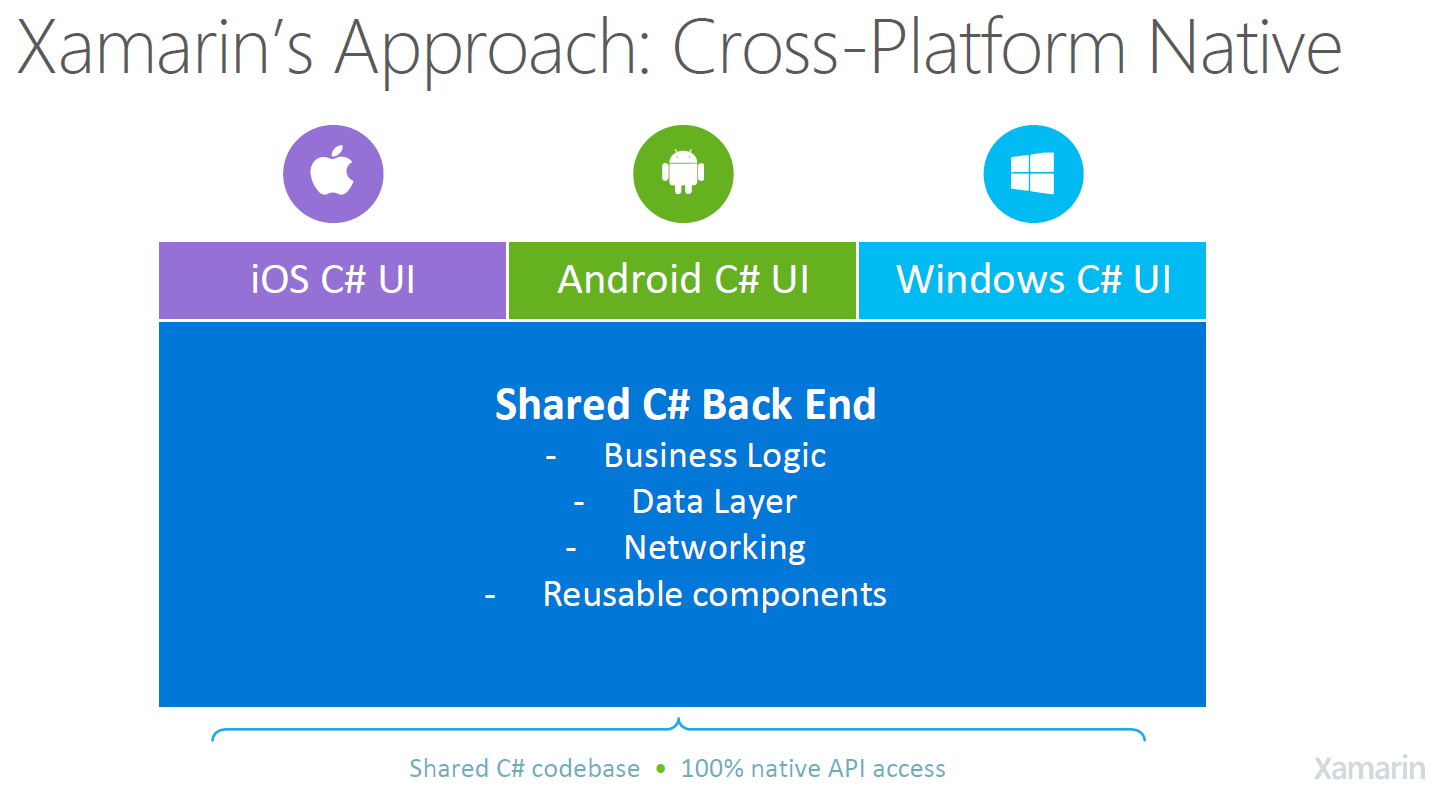 Xamarin's Approach: Cross-Platform Native
iOS C# UI
Android C# UI
Windows C# UI
Shared C# Back End
- Business Logic
- Data Layer
- Networking
- Reusable components
Shared C# codebase • 100% native API access
Xamarin